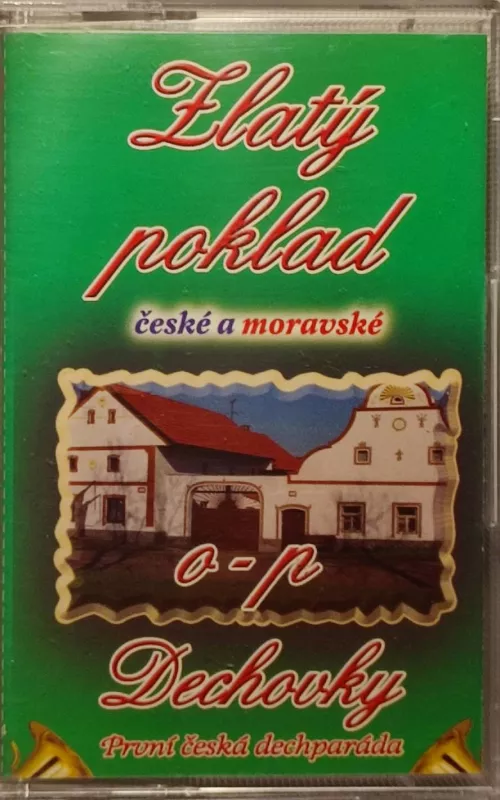 Zlatý
poklad
české a moravské
o - p
Dechovky
První česká dechparáda